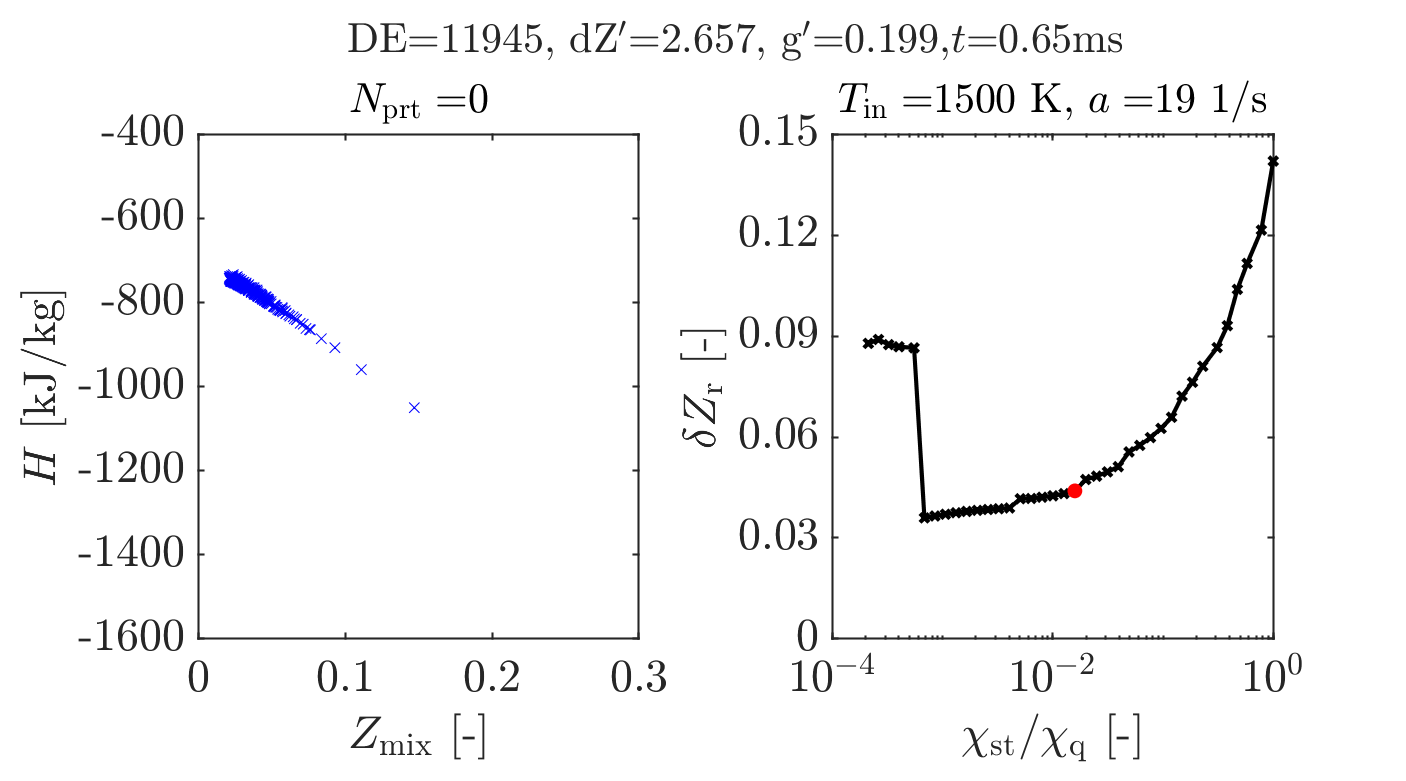 DE=11945, dZ′=2.657, g′=0.199,t=0.65ms
N_prt =0
-400
-600
-800
-1000
-1200
-1400
-1600
H [kJ/kg]
0 0.1 0.2 0.3
Z_mix [-]
T_in =1500 K, a =19 1/s
0.15
0.12
0.09
0.06
0.03
0
δZ_r [-]
10⁻⁴ 10⁻² 10⁰
χ_st/χ_q [-]